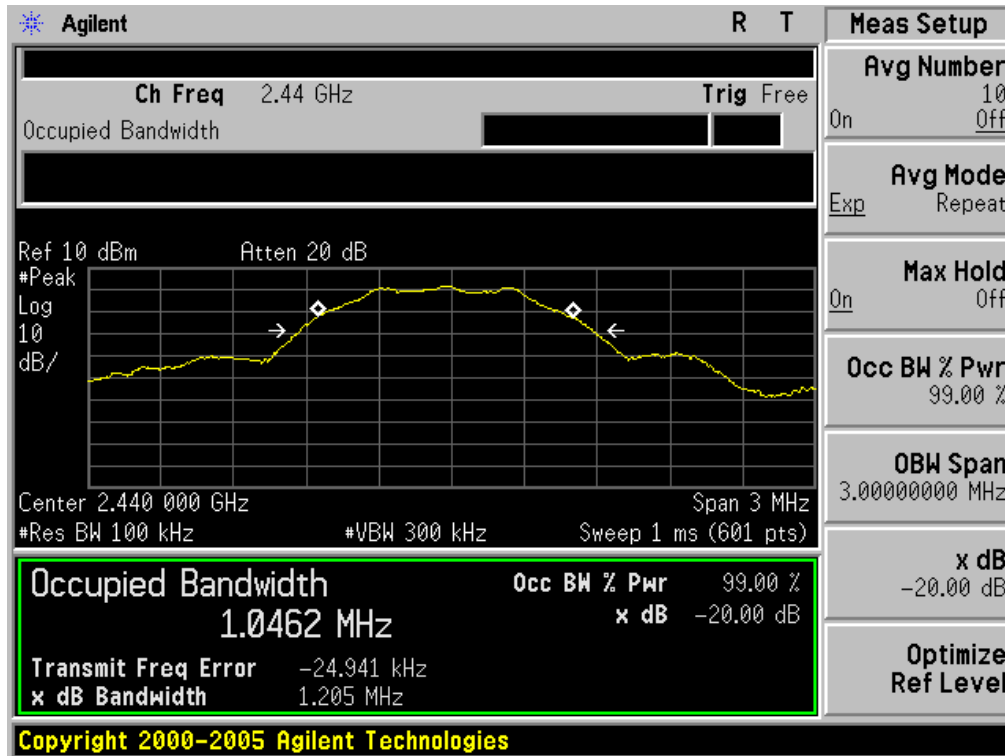 Agilent R T
Ch Freq 2.44 GHz Trig Free
Occupied Bandwidth
Ref 10 dBm Atten 20 dB
#Peak
Log
10
dB/
Center 2.440 000 GHz Span 3 MHz
#Res BW 100 kHz #VBW 300 kHz Sweep 1 ms (601 pts)
Occupied Bandwidth
1.0462 MHz
Occ BW % Pwr 99.00 %
x dB -20.00 dB
Transmit Freq Error -24.941 kHz
x dB Bandwidth 1.205 MHz
Copyright 2000-2005 Agilent Technologies
Meas Setup
Avg Number
10
On Off
Avg Mode
Exp Repeat
Max Hold
On Off
Occ BW % Pwr
99.00 %
OBW Span
3.00000000 MHz
x dB
-20.00 dB
Optimize
Ref Level